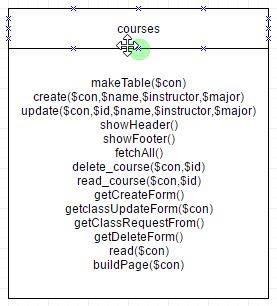 courses
makeTable($con)
create($con,$name,$instructor,$major)
update($con,$id,$name,$instructor,$major)
showHeader()
showFooter()
fetchAll()
delete_course($con,$id)
read_course($con,$id)
getCreateForm()
getclassUpdateForm($con)
getClassRequestFrom()
getDeleteForm()
read($con)
buildPage($con)